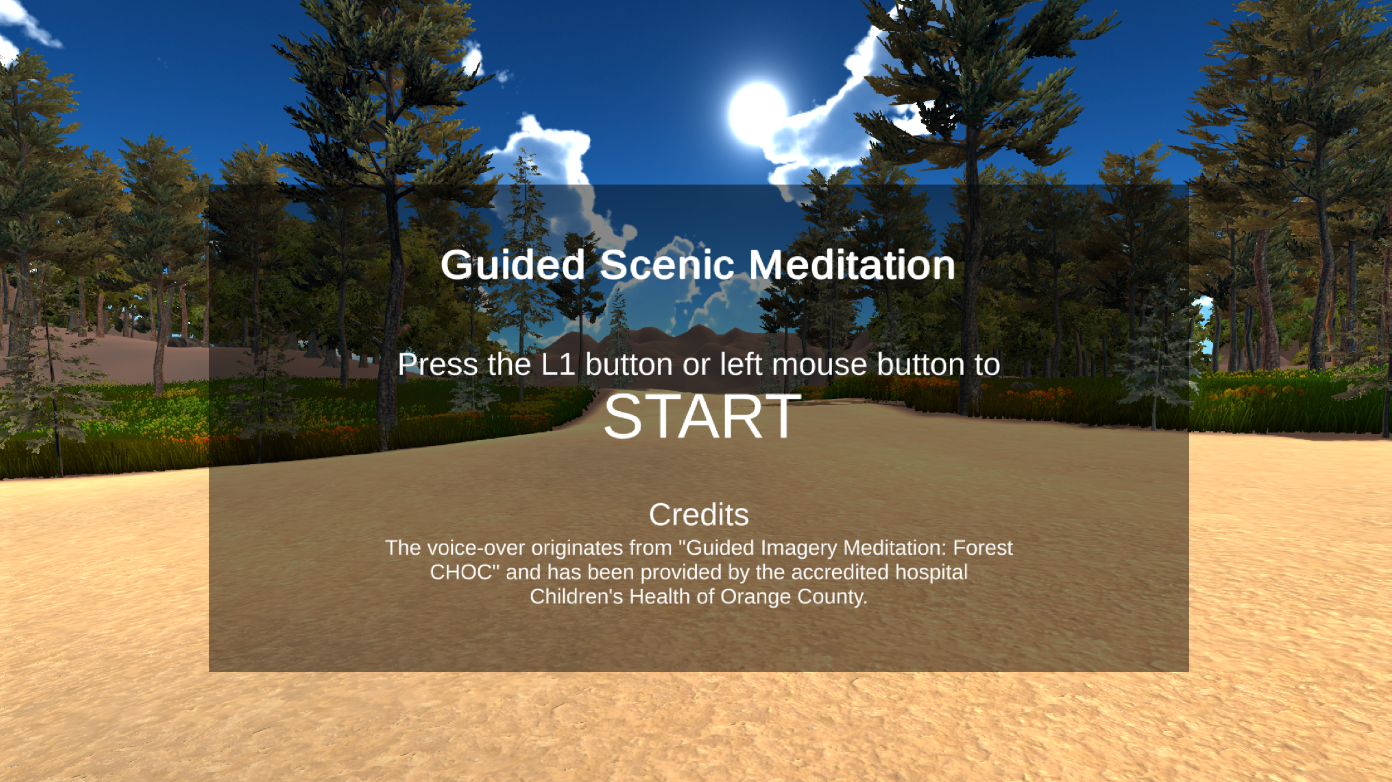 Guided Scenic Meditation
Press the L1 button or left mouse button to
START
Credits
The voice-over originates from "Guided Imagery Meditation: Forest
CHOC" and has been provided by the accredited hospital
Children's Health of Orange County.